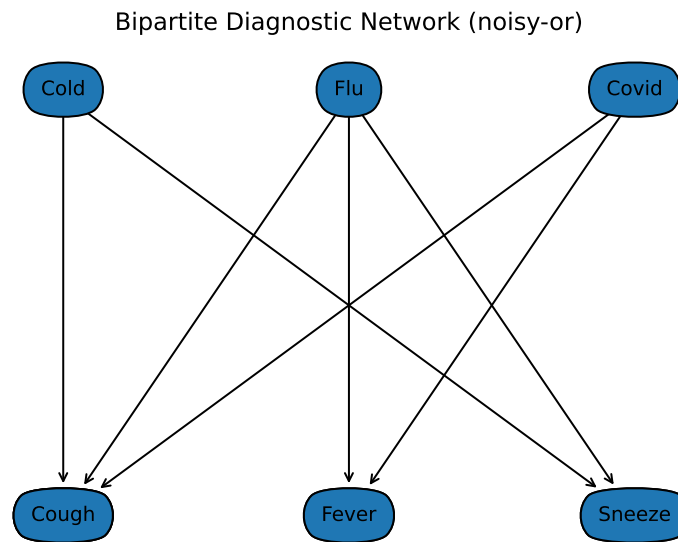 Bipartite Diagnostic Network (noisy-or)
Cold
Flu
Covid
Cough
Fever
Sneeze